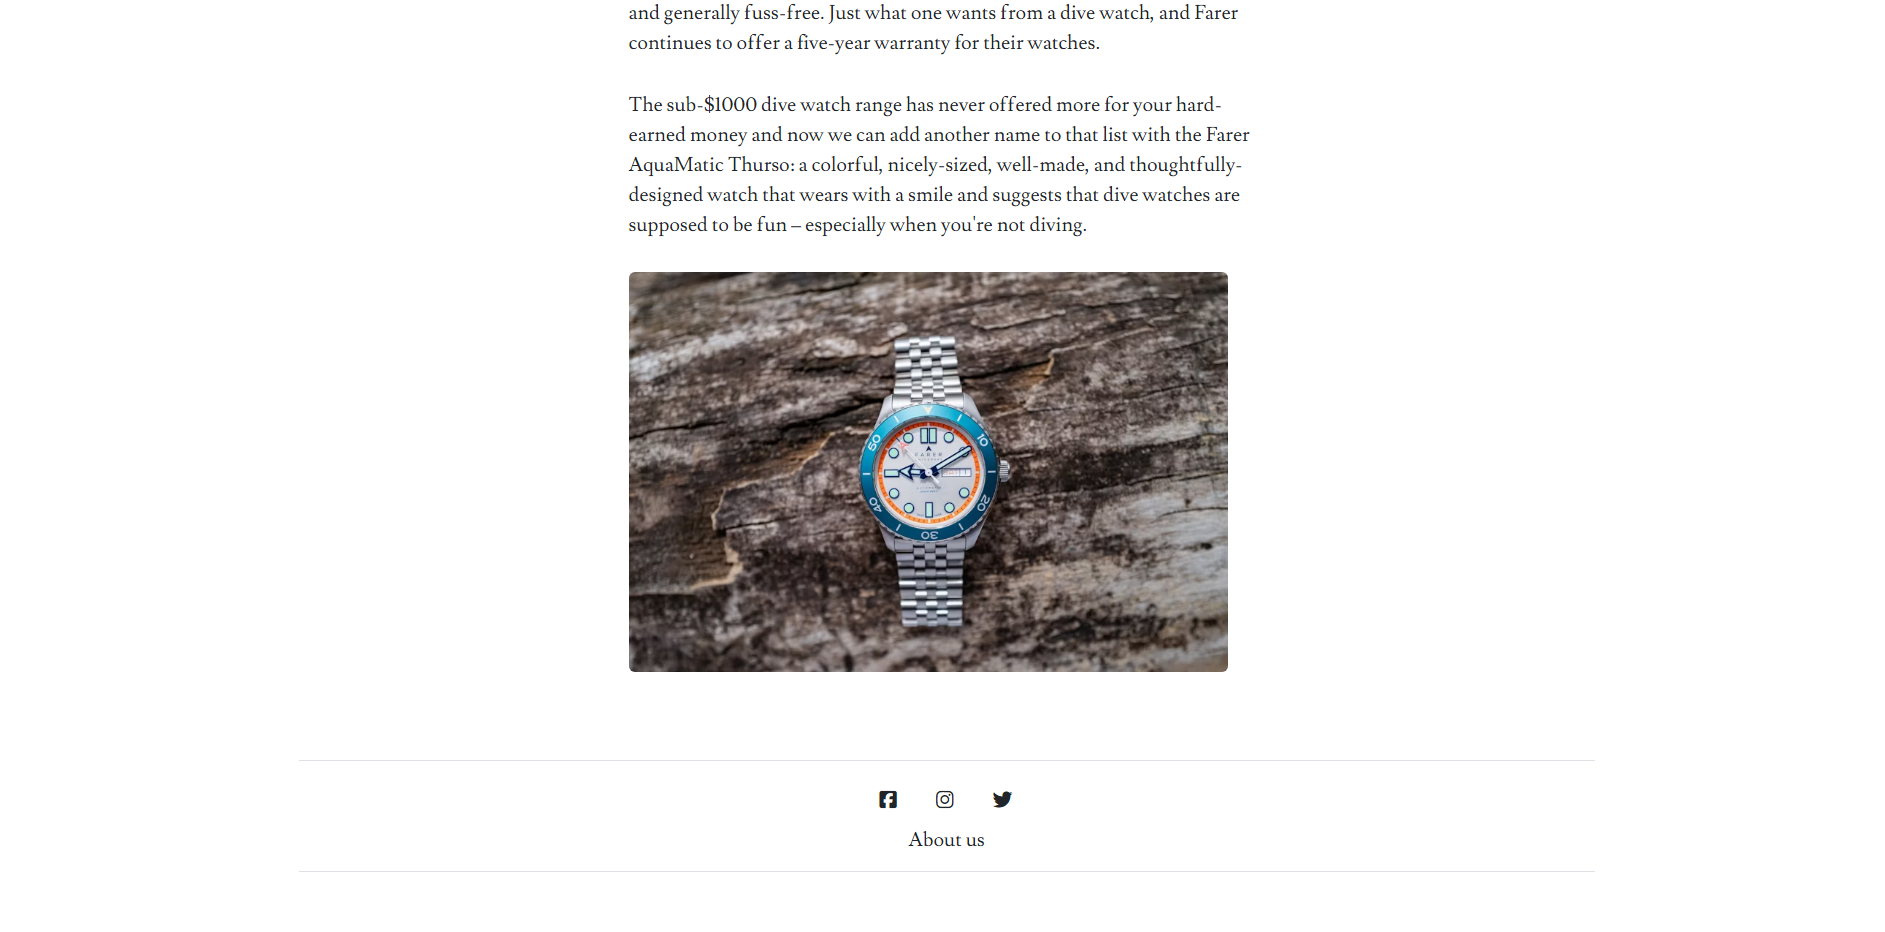 and generally fuss-free. Just what one wants from a dive watch, and Farer
continues to offer a five-year warranty for their watches.
The sub-$1000 dive watch range has never offered more for your hard-
earned money and now we can add another name to that list with the Farer
AquaMatic Thurso: a colorful, nicely-sized, well-made, and thoughtfully-
designed watch that wears with a smile and suggests that dive watches are
supposed to be fun – especially when you're not diving.
10
20
30
40
50
FARER
About us